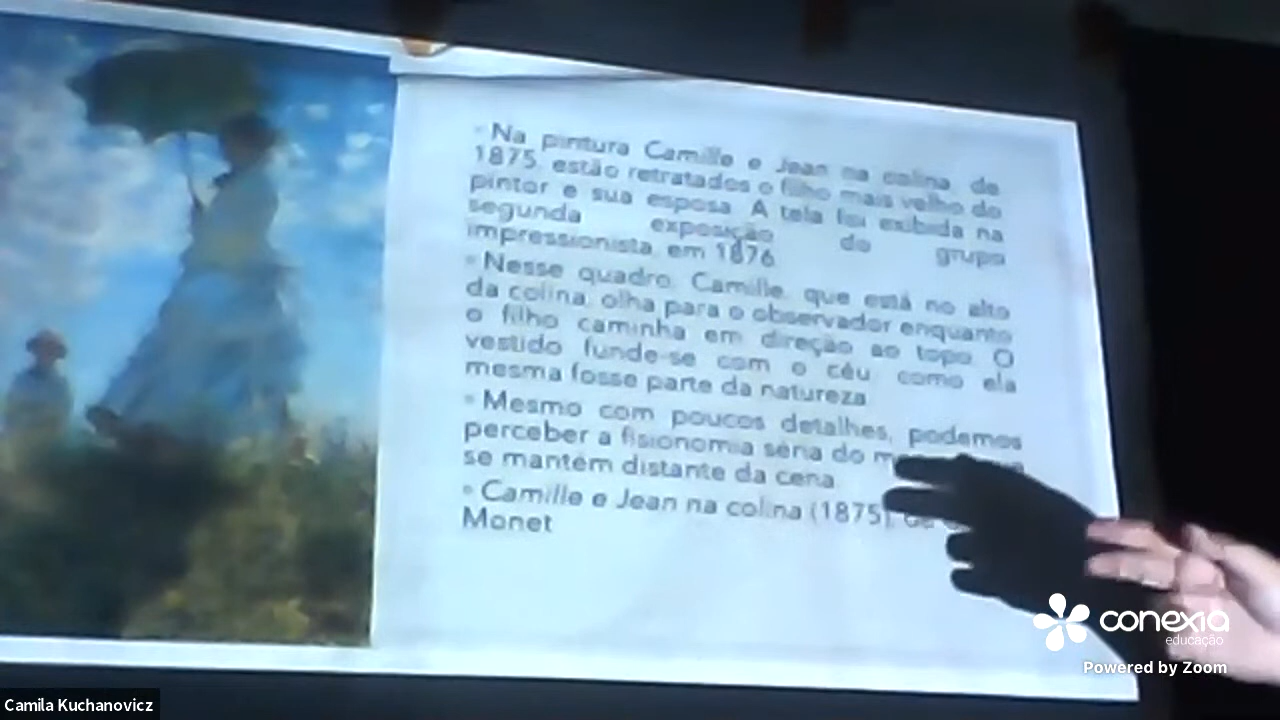 • Na pintura Camille e Jean na colina, de
1875, estão retratados o filho mais velho do
pintor e sua esposa. A tela foi exibida na
segunda exposição do grupo
impressionista, em 1876.
• Nesse quadro, Camille, que está no alto
da colina, olha para o observador enquanto
o filho caminha em direção ao topo. O
vestido funde-se com o céu, como ela
mesma fosse parte da natureza.
• Mesmo com poucos detalhes, podemos
perceber a fisionomia séria do
se mantém distante da cena.
• Camille e Jean na colina (1875), de
Monet
conexia
educação
Powered by Zoom
Camila Kuchanovicz